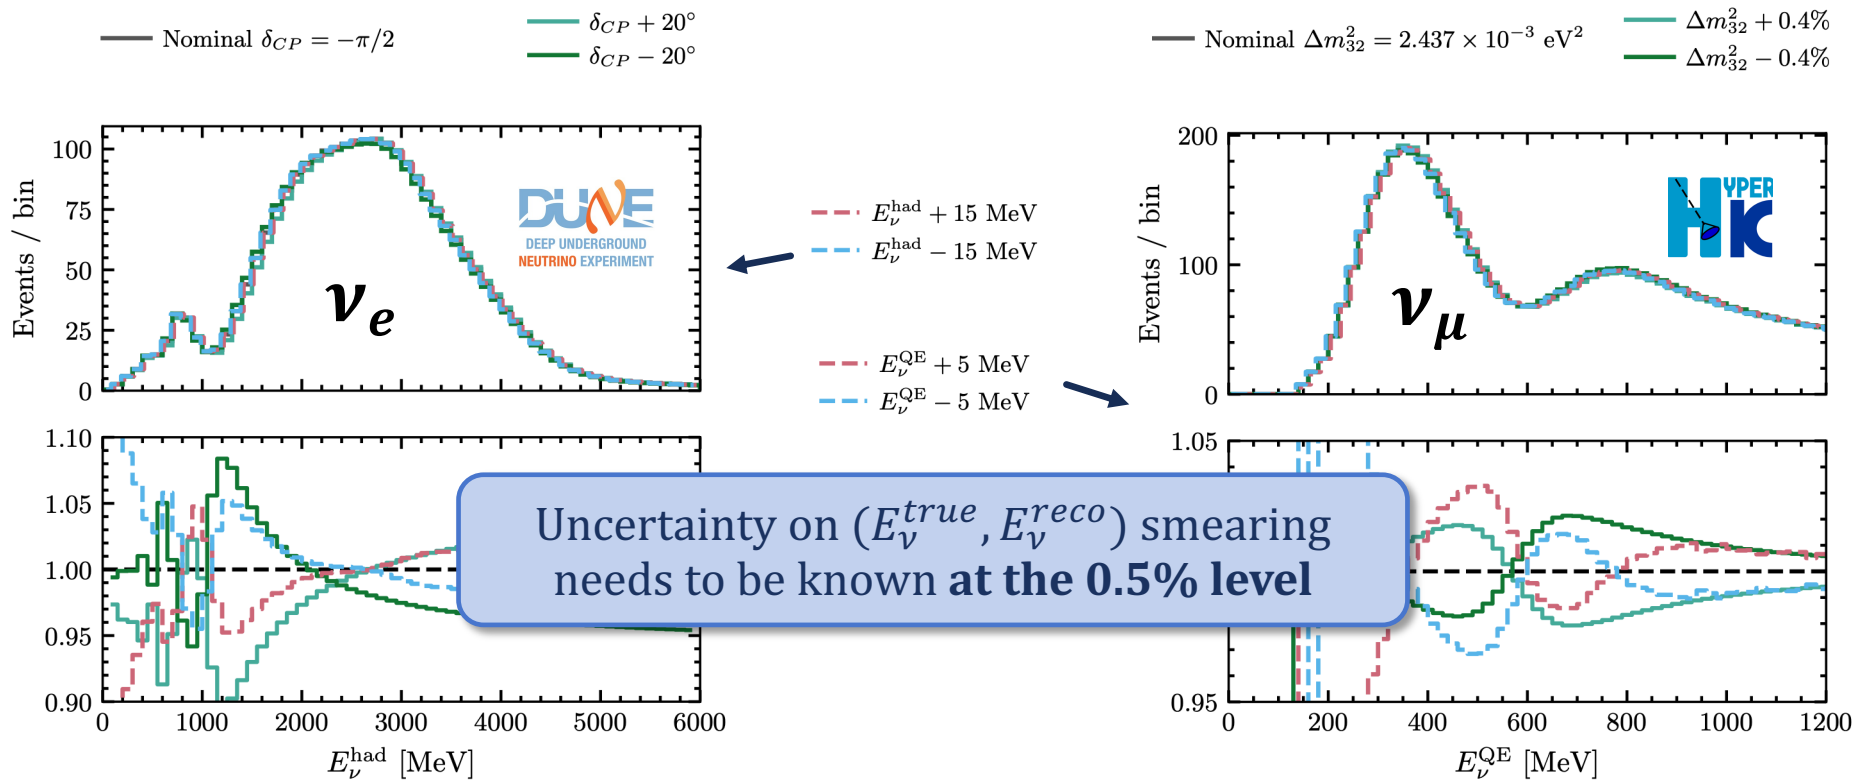 Nominal δ_CP = −π/2
δ_CP + 20°
δ_CP − 20°
Nominal Δm²₃₂ = 2.437 × 10⁻³ eV²
Δm²₃₂ + 0.4%
Δm²₃₂ − 0.4%
Events / bin
100
75
50
25
0
DUNE
DEEP UNDERGROUND
NEUTRINO EXPERIMENT
ν_e
E_ν^had + 15 MeV
E_ν^had − 15 MeV
E_ν^QE + 5 MeV
E_ν^QE − 5 MeV
Events / bin
200
100
0
HYPER
K
ν_μ
1.10
1.05
1.00
0.95
0.90
0 1000 2000 3000 4000 5000 6000
E_ν^had [MeV]
Uncertainty on (E_ν^true, E_ν^reco) smearing
needs to be known at the 0.5% level
1.05
0.95
0 200 400 600 800 1000 1200
E_ν^QE [MeV]